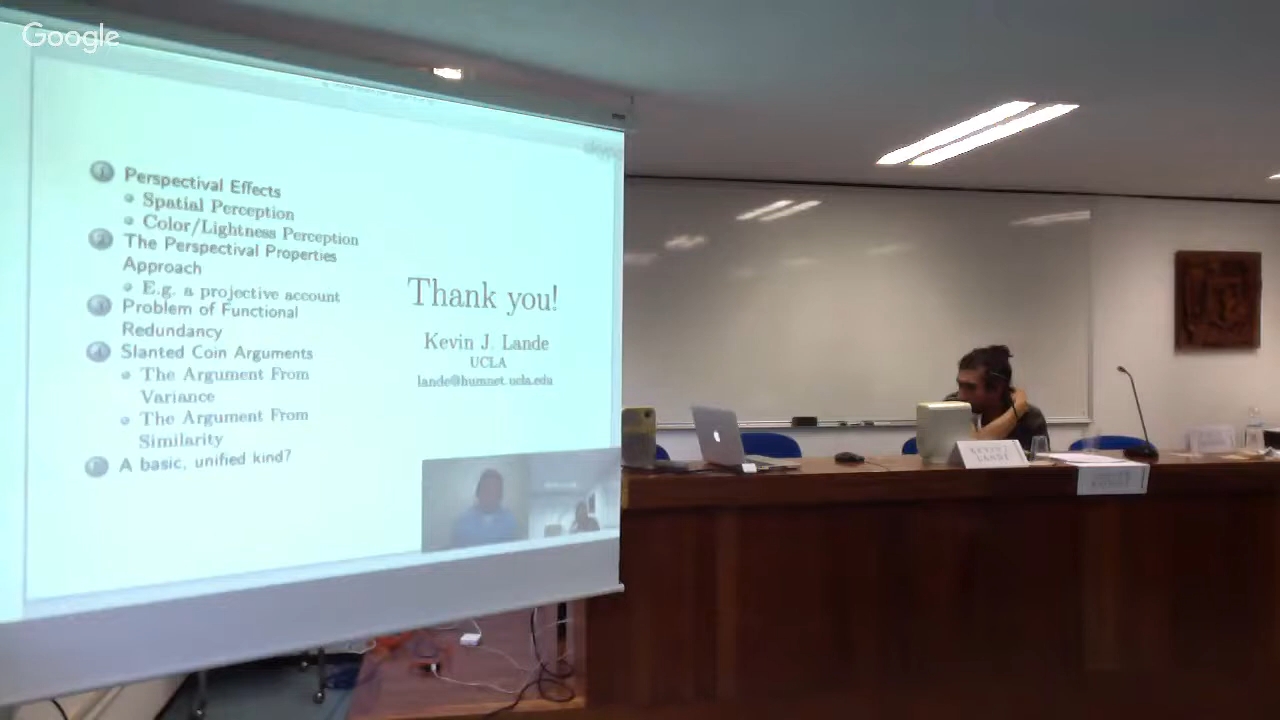 Google
Perspectival Effects
Spatial Perception
Color/Lightness Perception
The Perspectival Properties
Approach
E.g. a projective account
Problem of Functional
Redundancy
Slanted Coin Arguments
The Argument From
Variance
The Argument From
Similarity
A basic, unified kind?
Thank you!
Kevin J. Lande
UCLA
lande@humnet.ucla.edu
KEVIN J.
LANDE